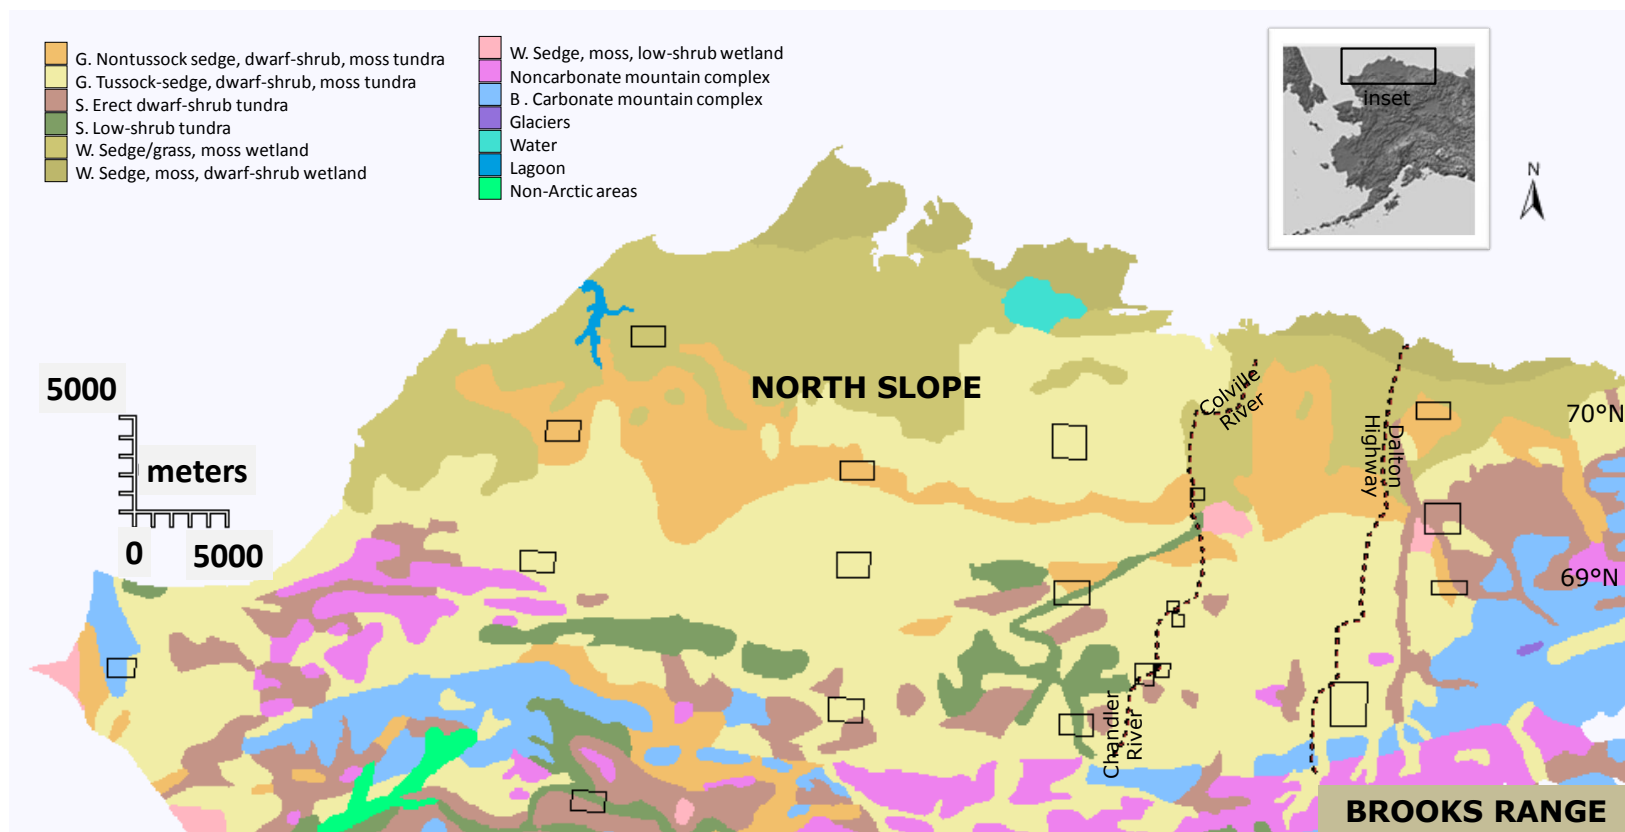 G. Nontussock sedge, dwarf-shrub, moss tundra
G. Tussock-sedge, dwarf-shrub, moss tundra
S. Erect dwarf-shrub tundra
S. Low-shrub tundra
W. Sedge/grass, moss wetland
W. Sedge, moss, dwarf-shrub wetland
W. Sedge, moss, low-shrub wetland
Noncarbonate mountain complex
B . Carbonate mountain complex
Glaciers
Water
Lagoon
Non-Arctic areas
inset
N
5000
meters
0
5000
NORTH SLOPE
Colville
River
Dalton
Highway
70°N
69°N
Chandler
River
BROOKS RANGE